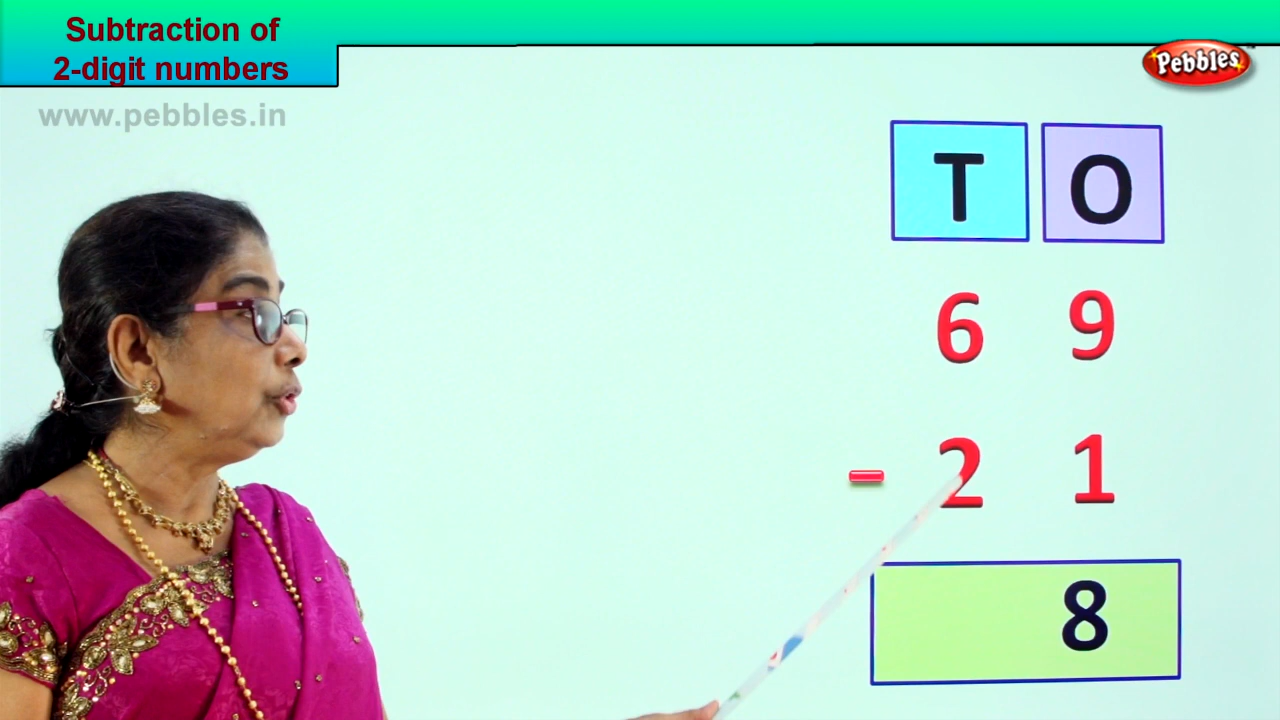 Subtraction of
2-digit numbers
Pebbles
www.pebbles.in
T O
6 9
- 2 1
8